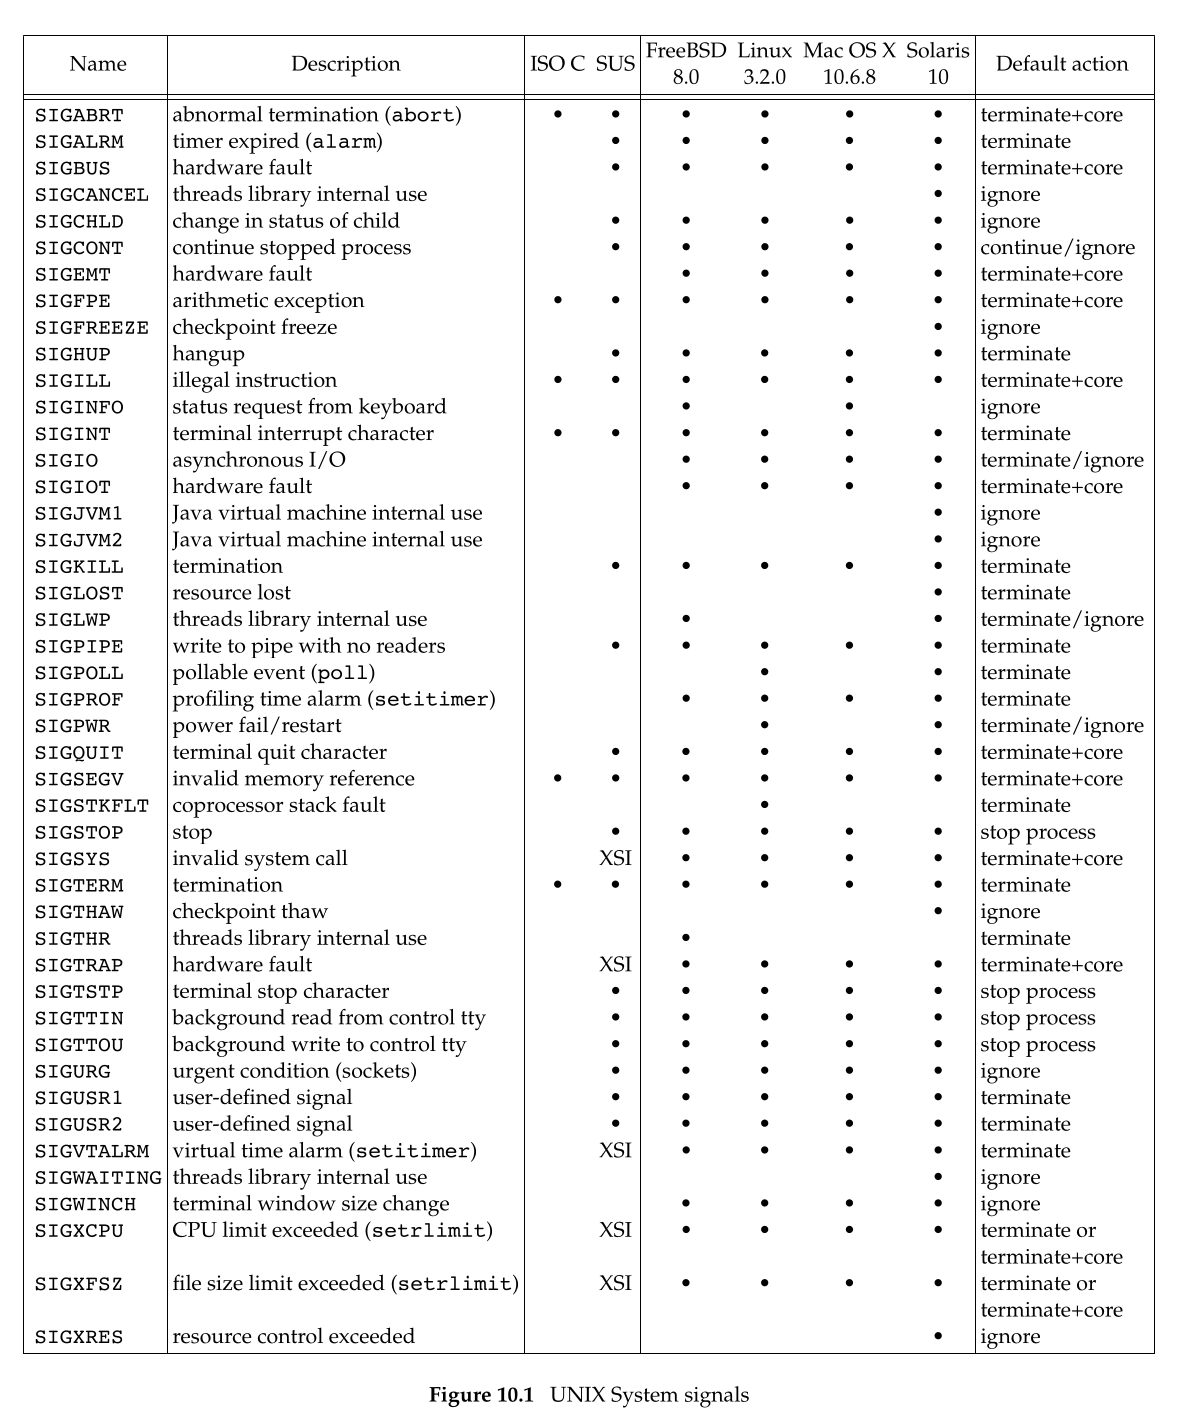 Name Description ISO C SUS FreeBSD 8.0 Linux 3.2.0 Mac OS X 10.6.8 Solaris 10 Default action
SIGABRT abnormal termination (abort) • • • • • • terminate+core
SIGALRM timer expired (alarm) • • • • • terminate
SIGBUS hardware fault • • • • • terminate+core
SIGCANCEL threads library internal use • ignore
SIGCHLD change in status of child • • • • • ignore
SIGCONT continue stopped process • • • • • continue/ignore
SIGEMT hardware fault • • • • terminate+core
SIGFPE arithmetic exception • • • • • • terminate+core
SIGFREEZE checkpoint freeze • ignore
SIGHUP hangup • • • • • terminate
SIGILL illegal instruction • • • • • • terminate+core
SIGINFO status request from keyboard • • ignore
SIGINT terminal interrupt character • • • • • • terminate
SIGIO asynchronous I/O • • • • terminate/ignore
SIGIOT hardware fault • • • • terminate+core
SIGJVM1 Java virtual machine internal use • ignore
SIGJVM2 Java virtual machine internal use • ignore
SIGKILL termination • • • • • terminate
SIGLOST resource lost • terminate
SIGLWP threads library internal use • • terminate/ignore
SIGPIPE write to pipe with no readers • • • • • terminate
SIGPOLL pollable event (poll) • • terminate
SIGPROF profiling time alarm (setitimer) • • • • terminate
SIGPWR power fail/restart • • terminate/ignore
SIGQUIT terminal quit character • • • • • terminate+core
SIGSEGV invalid memory reference • • • • • • terminate+core
SIGSTKFLT coprocessor stack fault • terminate
SIGSTOP stop • • • • • stop process
SIGSYS invalid system call XSI • • • • terminate+core
SIGTERM termination • • • • • • terminate
SIGTHAW checkpoint thaw • ignore
SIGTHR threads library internal use • terminate
SIGTRAP hardware fault XSI • • • • terminate+core
SIGTSTP terminal stop character • • • • • stop process
SIGTTIN background read from control tty • • • • • stop process
SIGTTOU background write to control tty • • • • • stop process
SIGURG urgent condition (sockets) • • • • • ignore
SIGUSR1 user-defined signal • • • • • terminate
SIGUSR2 user-defined signal • • • • • terminate
SIGVTALRM virtual time alarm (setitimer) XSI • • • • terminate
SIGWAITING threads library internal use • ignore
SIGWINCH terminal window size change • • • • ignore
SIGXCPU CPU limit exceeded (setrlimit) XSI • • • • terminate or
terminate+core
SIGXFSZ file size limit exceeded (setrlimit) XSI • • • • terminate or
terminate+core
SIGXRES resource control exceeded • ignore
Figure 10.1 UNIX System signals